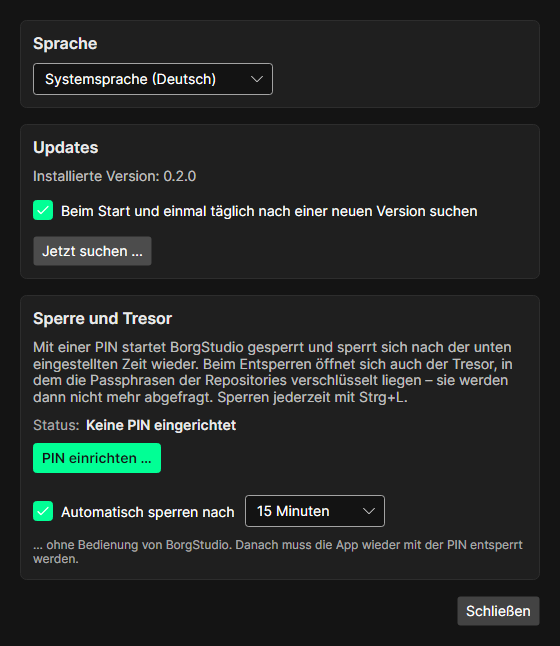 Sprache
Systemsprache (Deutsch)
Updates
Installierte Version: 0.2.0
Beim Start und einmal täglich nach einer neuen Version suchen
Jetzt suchen ...
Sperre und Tresor
Mit einer PIN startet BorgStudio gesperrt und sperrt sich nach der unten
eingestellten Zeit wieder. Beim Entsperren öffnet sich auch der Tresor, in
dem die Passphrasen der Repositories verschlüsselt liegen – sie werden
dann nicht mehr abgefragt. Sperren jederzeit mit Strg+L.
Status: Keine PIN eingerichtet
PIN einrichten ...
Automatisch sperren nach 15 Minuten
... ohne Bedienung von BorgStudio. Danach muss die App wieder mit der PIN entsperrt
werden.
Schließen